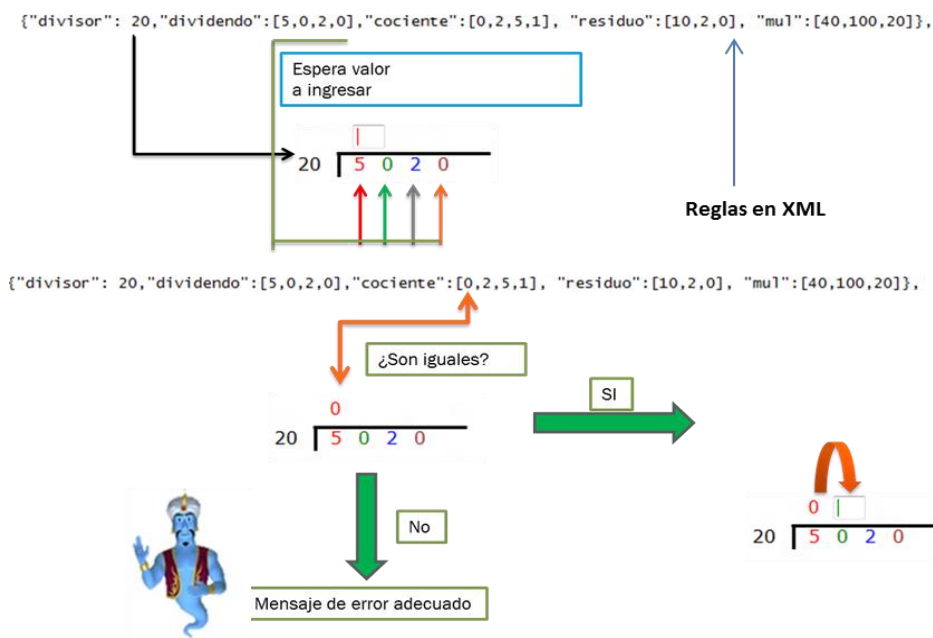 {"divisor": 20,"dividendo":[5,0,2,0],"cociente":[0,2,5,1], "residuo":[10,2,0], "mul":[40,100,20]},
Espera valor
a ingresar
20 5 0 2 0
Reglas en XML
{"divisor": 20,"dividendo":[5,0,2,0],"cociente":[0,2,5,1], "residuo":[10,2,0], "mul":[40,100,20]},
¿Son iguales?
SI
0
20 5 0 2 0
No
0
20 5 0 2 0
Mensaje de error adecuado